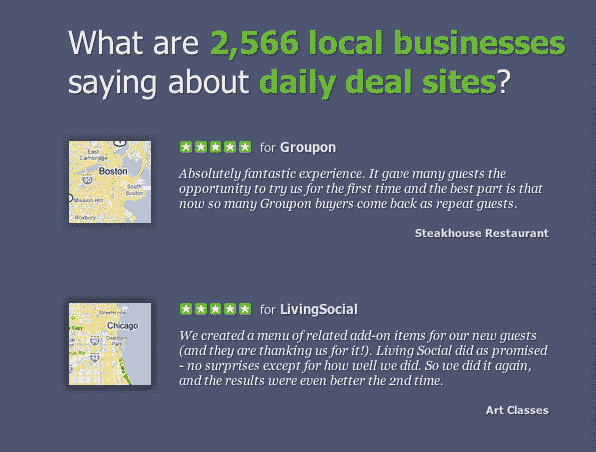 What are 2,566 local businesses
saying about daily deal sites?
for Groupon
East
Cambridge
Boston
90
South
Boston
Mission Hill
Roxbury
Absolutely fantastic experience. It gave many guests the
opportunity to try us for the first time and the best part is that
now so many Groupon buyers come back as repeat guests.
Steakhouse Restaurant
for LivingSocial
Chicago
90
Park
We created a menu of related add-on items for our new guests
(and they are thanking us for it!). Living Social did as promised
- no surprises except for how well we did. So we did it again,
and the results were even better the 2nd time.
Art Classes